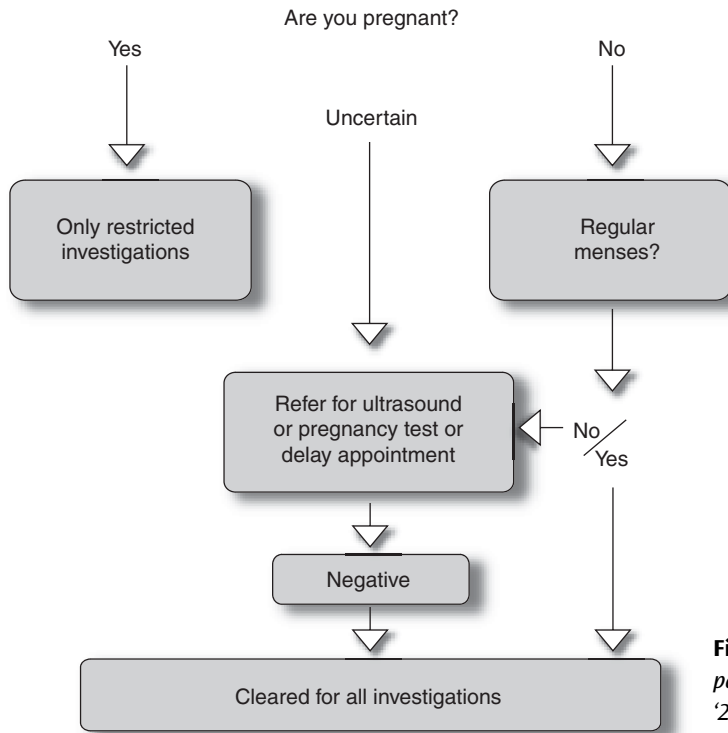 Are you pregnant?
Yes
No
Uncertain
Only restricted
investigations
Regular
menses?
Refer for ultrasound
or pregnancy test or
delay appointment
No
Yes
Negative
Cleared for all investigations